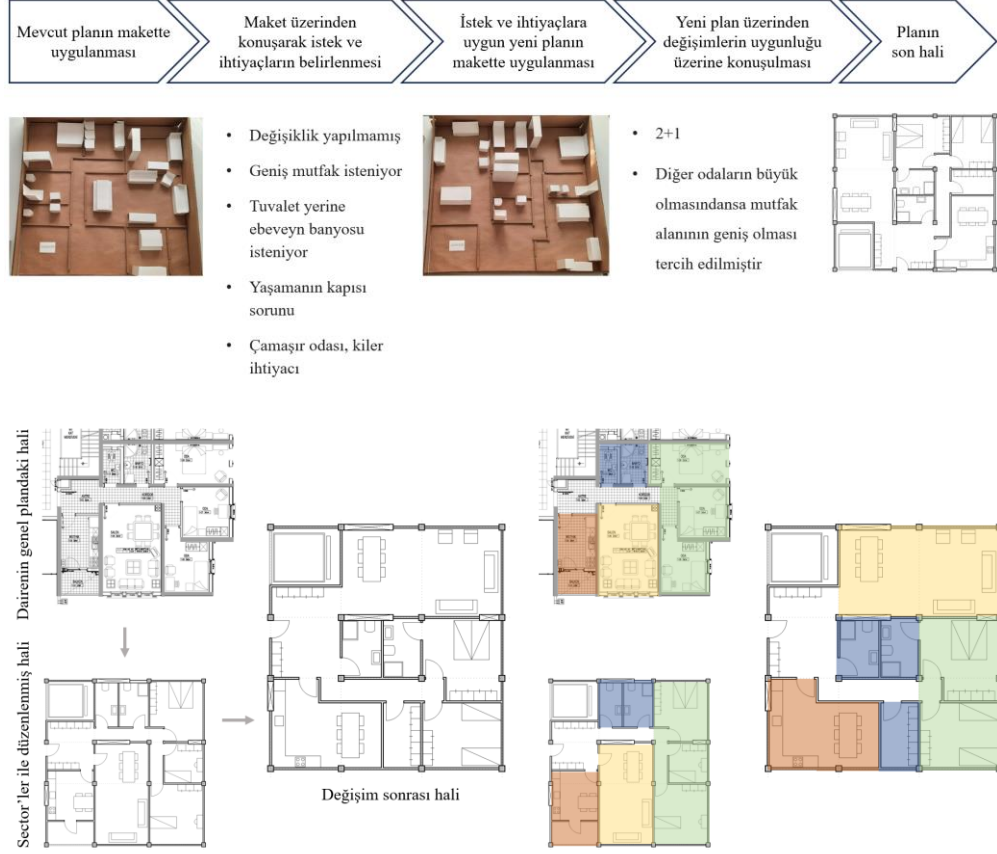 Mevcut planın makette
uygulanması
Maket üzerinden
konuşarak istek ve
ihtiyaçların belirlenmesi
İstek ve ihtiyaçlara
uygun yeni planın
makette uygulanması
Yeni plan üzerinden
değişimlerin uygunluğu
üzerine konuşulması
Planın
son hali
• Değişiklik yapılmamış
• Geniş mutfak isteniyor
• Tuvalet yerine
ebeveyn banyosu
isteniyor
• Yaşamanın kapısı
sorunu
• Çamaşır odası, kiler
ihtiyacı
• 2+1
• Diğer odaların büyük
olmasındansa mutfak
alanının geniş olması
tercih edilmiştir
Dairenin genel plandaki hali
Sector’ler ile düzenlenmiş hali
Değişim sonrası hali